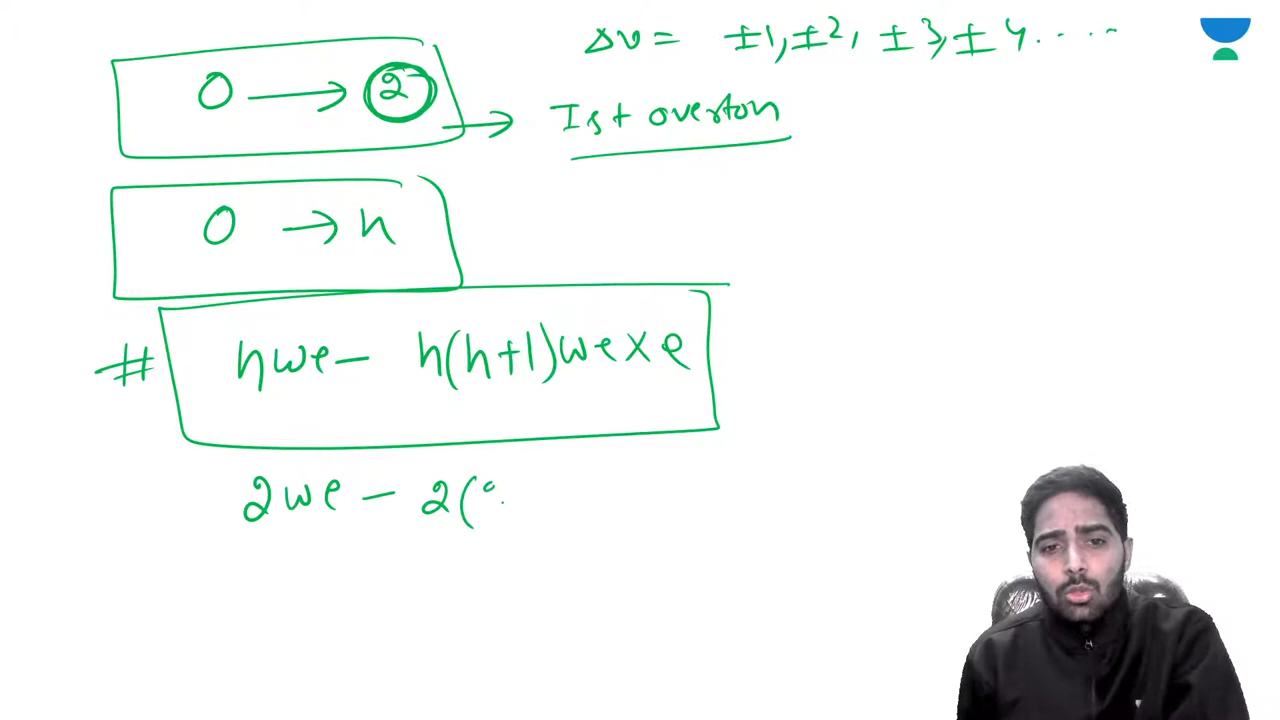 Δv = ±1, ±2, ±3, ±4.....
0 → 2
Ist overton
0 → n
# nwe - n(n+1)wexe
2we - 2(